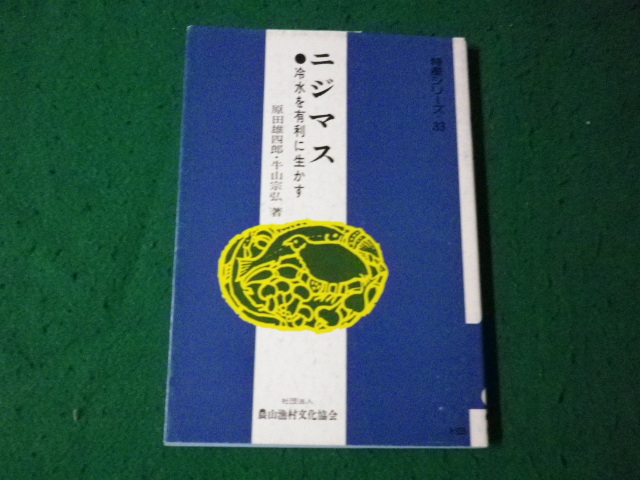 特産シリーズ・33
ニジマス
●冷水を有利に生かす
原田雄四郎・牛山宗弘 著
社団法人
農山漁村文化協会